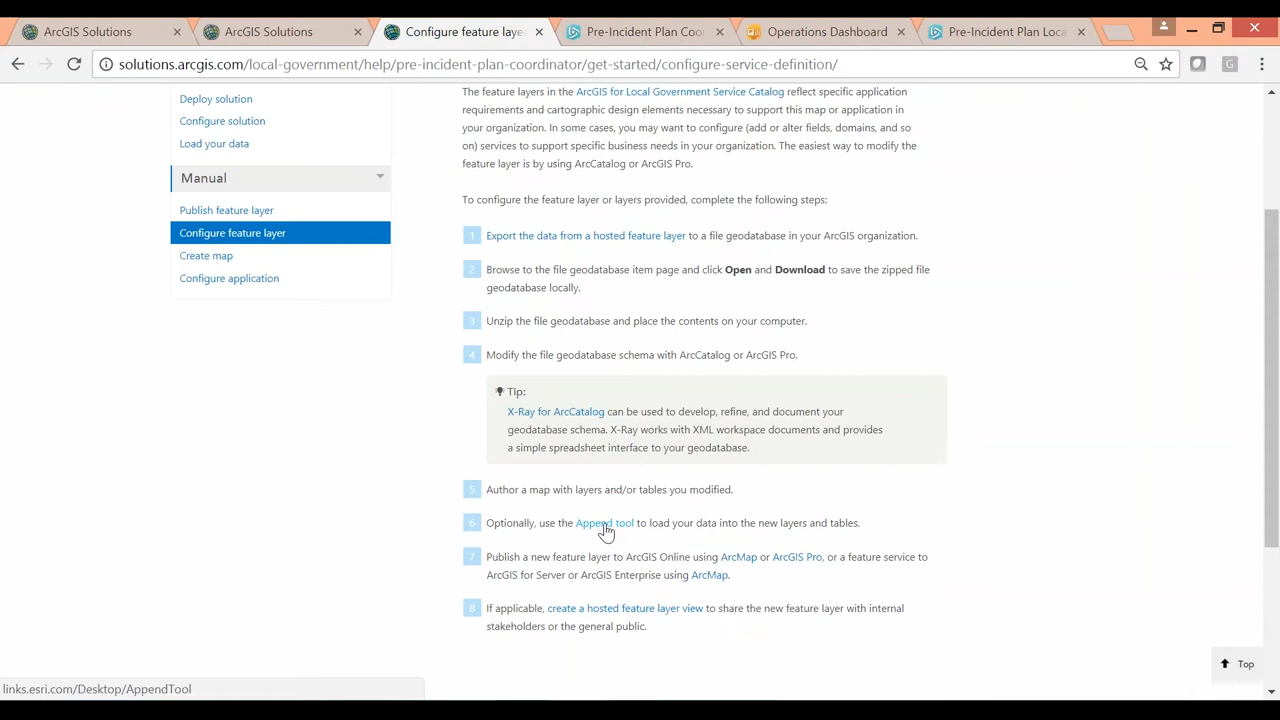 ArcGIS Solutions
ArcGIS Solutions
Configure feature laye
Pre-Incident Plan Coo
Operations Dashboard
Pre-Incident Plan Loca
solutions.arcgis.com/local-government/help/pre-incident-plan-coordinator/get-started/configure-service-definition/
Deploy solution
Configure solution
Load your data
Manual
Publish feature layer
Configure feature layer
Create map
Configure application
The feature layers in the ArcGIS for Local Government Service Catalog reflect specific application
requirements and cartographic design elements necessary to support this map or application in
your organization. In some cases, you may want to configure (add or alter fields, domains, and so
on) services to support specific business needs in your organization. The easiest way to modify the
feature layer is by using ArcCatalog or ArcGIS Pro.
To configure the feature layer or layers provided, complete the following steps:
1 Export the data from a hosted feature layer to a file geodatabase in your ArcGIS organization.
2 Browse to the file geodatabase item page and click Open and Download to save the zipped file
geodatabase locally.
3 Unzip the file geodatabase and place the contents on your computer.
4 Modify the file geodatabase schema with ArcCatalog or ArcGIS Pro.
Tip:
X-Ray for ArcCatalog can be used to develop, refine, and document your
geodatabase schema. X-Ray works with XML workspace documents and provides
a simple spreadsheet interface to your geodatabase.
5 Author a map with layers and/or tables you modified.
6 Optionally, use the Append tool to load your data into the new layers and tables.
7 Publish a new feature layer to ArcGIS Online using ArcMap or ArcGIS Pro, or a feature service to
ArcGIS for Server or ArcGIS Enterprise using ArcMap.
8 If applicable, create a hosted feature layer view to share the new feature layer with internal
stakeholders or the general public.
Top
links.esri.com/Desktop/AppendTool